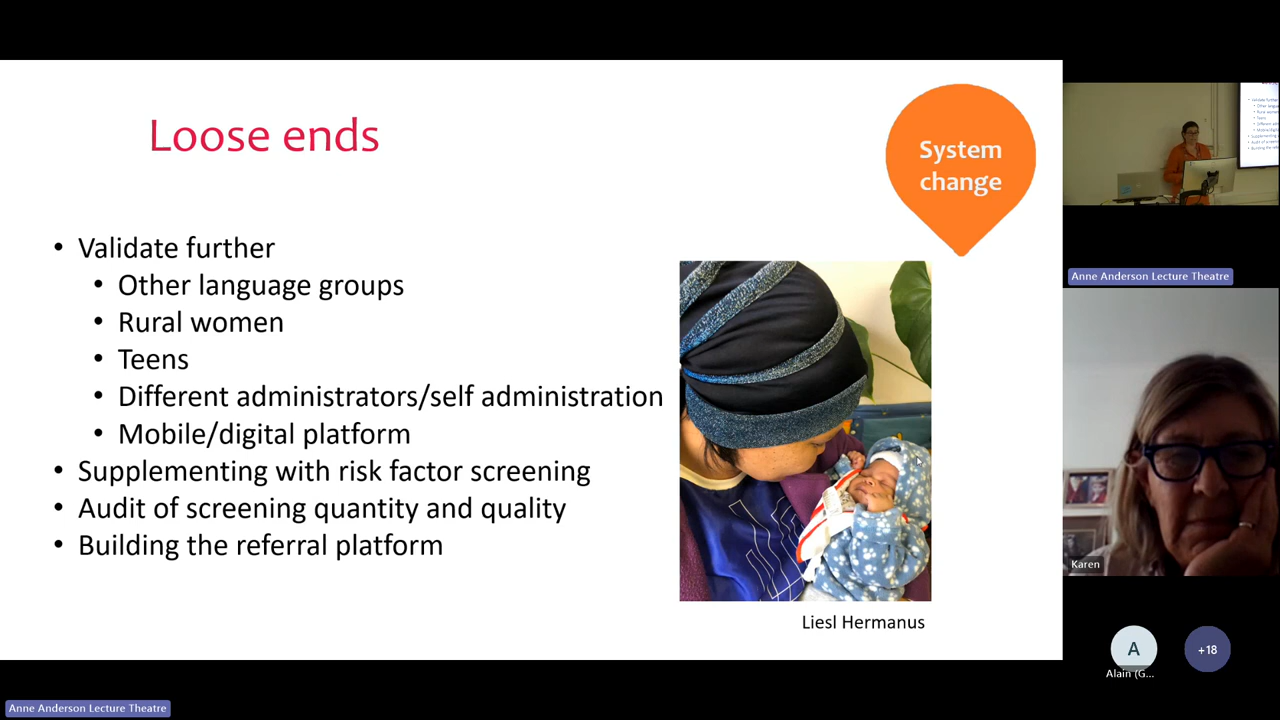 Loose ends
System
change
• Validate further
• Other language groups
• Rural women
• Teens
• Different administrators/self administration
• Mobile/digital platform
• Supplementing with risk factor screening
• Audit of screening quantity and quality
• Building the referral platform
Liesl Hermanus
Anne Anderson Lecture Theatre
Karen
A
Alain (G...
+18
Anne Anderson Lecture Theatre